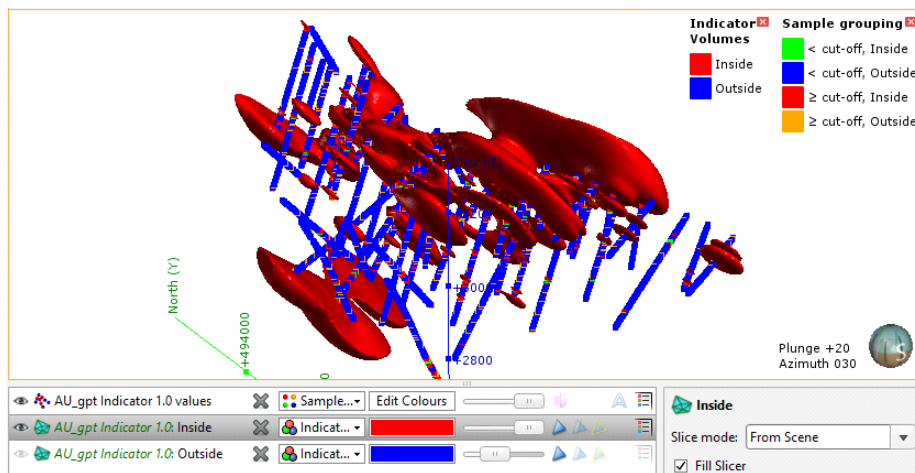 Indicator
Volumes
Inside
Outside
Sample grouping
< cut-off, Inside
< cut-off, Outside
≥ cut-off, Inside
≥ cut-off, Outside
North (Y)
+494000
+2800
Plunge +20
Azimuth 030
S
AU_gpt Indicator 1.0 values
Sample...
Edit Colours
A
AU_gpt Indicator 1.0: Inside
Indicat...
AU_gpt Indicator 1.0: Outside
Indicat...
Inside
Slice mode: From Scene
Fill Slicer